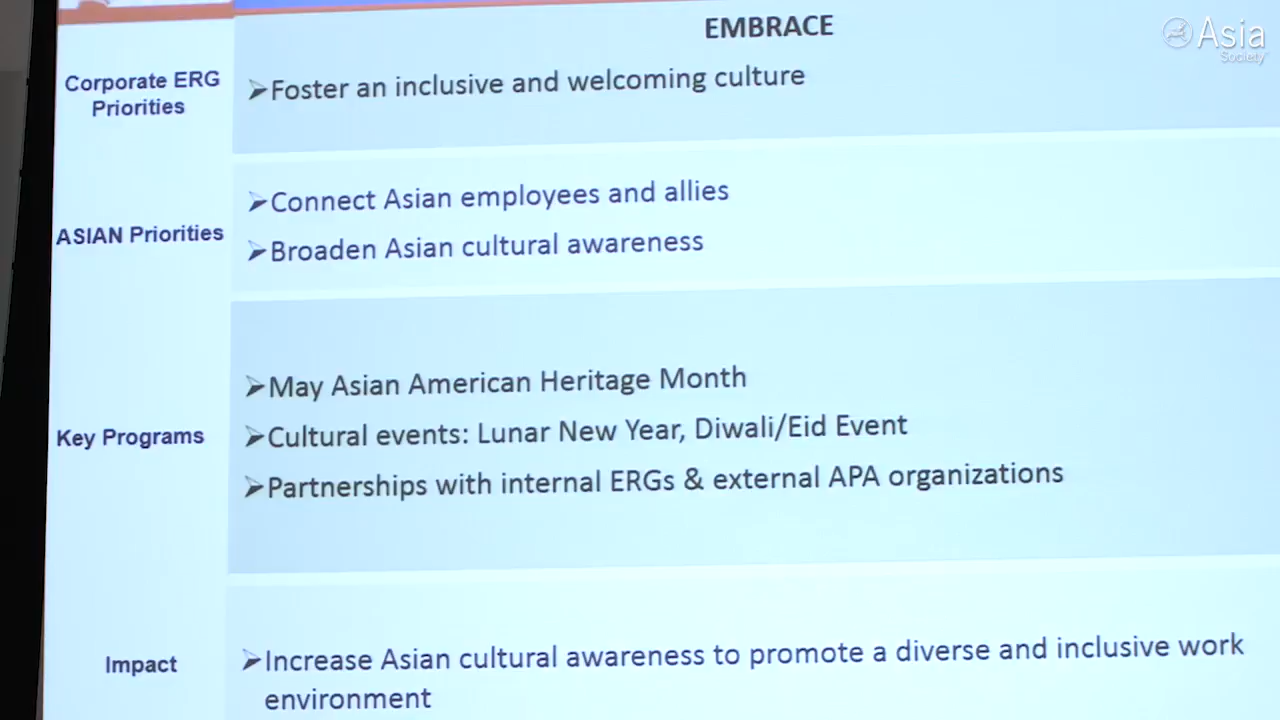 EMBRACE
Asia
Society
Corporate ERG
Priorities
➢Foster an inclusive and welcoming culture
ASIAN Priorities
➢Connect Asian employees and allies
➢Broaden Asian cultural awareness
Key Programs
➢May Asian American Heritage Month
➢Cultural events: Lunar New Year, Diwali/Eid Event
➢Partnerships with internal ERGs & external APA organizations
Impact
➢Increase Asian cultural awareness to promote a diverse and inclusive work
environment